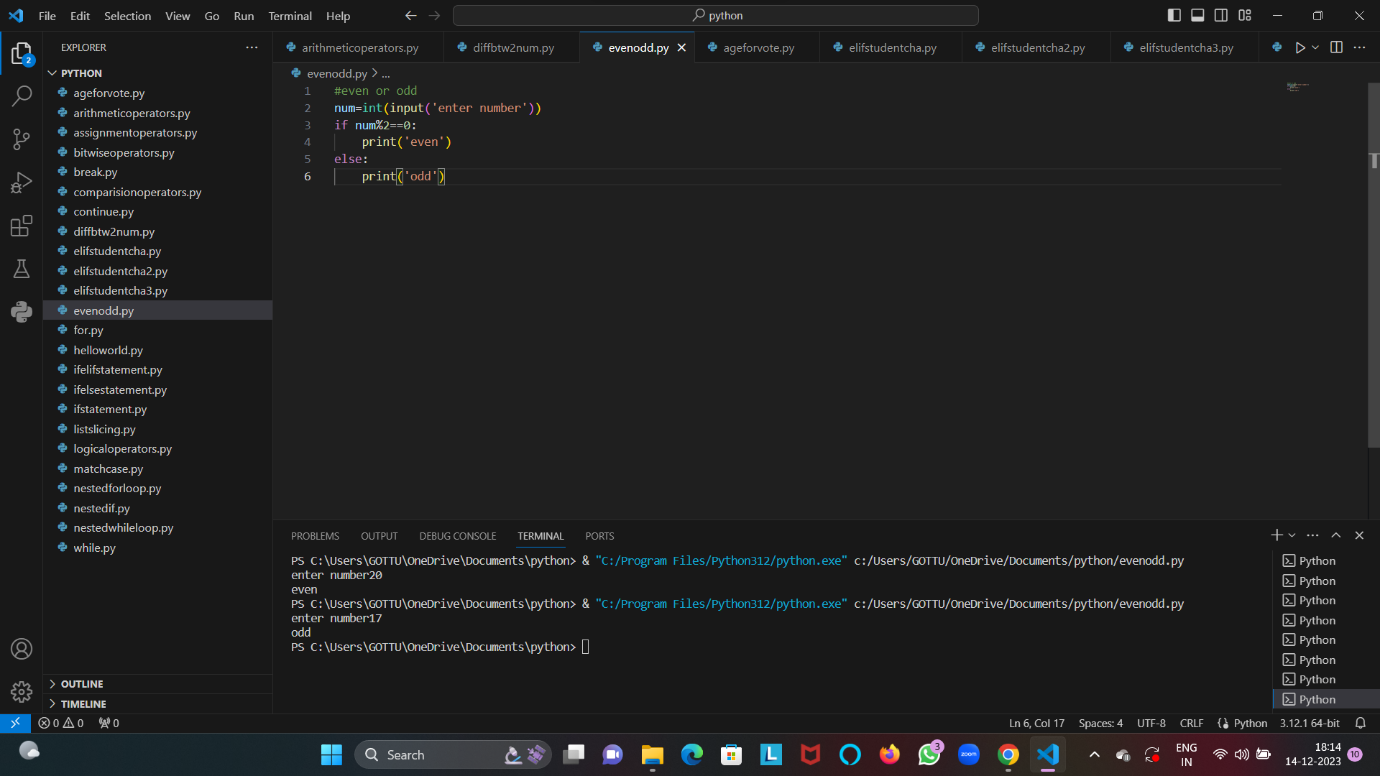 File Edit Selection View Go Run Terminal Help
python
EXPLORER
arithmeticoperators.py diffbtw2num.py evenodd.py ageforvote.py elifstudentcha.py elifstudentcha2.py elifstudentcha3.py
2
PYTHON
ageforvote.py
arithmeticoperators.py
assignmentoperators.py
bitwiseoperators.py
break.py
comparisionoperators.py
continue.py
diffbtw2num.py
elifstudentcha.py
elifstudentcha2.py
elifstudentcha3.py
evenodd.py
for.py
helloworld.py
ifelifstatement.py
ifelsestatement.py
ifstatement.py
listslicing.py
logicaloperators.py
matchcase.py
nestedforloop.py
nestedif.py
nestedwhileloop.py
while.py
OUTLINE
TIMELINE
evenodd.py > ...
1 #even or odd
2 num=int(input('enter number'))
3 if num%2==0:
4 print('even')
5 else:
6 print('odd')
PROBLEMS OUTPUT DEBUG CONSOLE TERMINAL PORTS
PS C:\Users\GOTTU\OneDrive\Documents\python> & "C:/Program Files/Python312/python.exe" c:/Users/GOTTU/OneDrive/Documents/python/evenodd.py
enter number20
even
PS C:\Users\GOTTU\OneDrive\Documents\python> & "C:/Program Files/Python312/python.exe" c:/Users/GOTTU/OneDrive/Documents/python/evenodd.py
enter number17
odd
PS C:\Users\GOTTU\OneDrive\Documents\python>
Python
Python
Python
Python
Python
Python
Python
Python
0 0 0 Ln 6, Col 17 Spaces: 4 UTF-8 CRLF Python 3.12.1 64-bit
Search
L
3
zoom
ENG
IN
18:14
14-12-2023
10